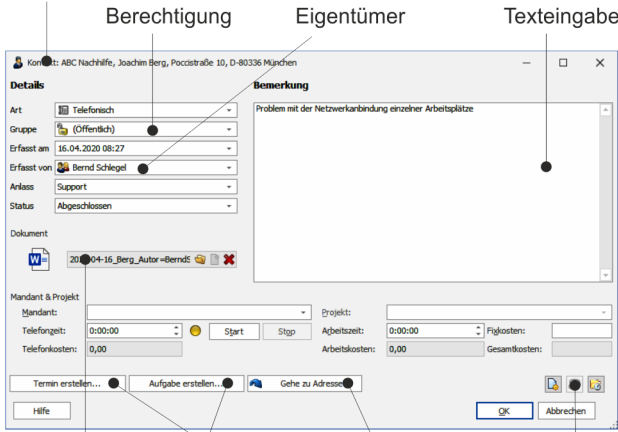 Berechtigung Eigentümer Texteingabe
Kontakt: ABC Nachhilfe, Joachim Berg, Poccistraße 10, D-80336 München
Details Bemerkung
Art Telefonisch Problem mit der Netzwerkanbindung einzelner Arbeitsplätze
Gruppe (Öffentlich)
Erfasst am 16.04.2020 08:27
Erfasst von Bernd Schlegel
Anlass Support
Status Abgeschlossen
Dokument
04-16_Berg_Autor=BerndS
Mandant & Projekt
Mandant: Projekt:
Telefonzeit: 0:00:00 Start Stop Arbeitszeit: 0:00:00 Fixkosten:
Telefonkosten: 0,00 Arbeitskosten: 0,00 Gesamtkosten:
Termin erstellen... Aufgabe erstellen... Gehe zu Adresse
Hilfe OK Abbrechen